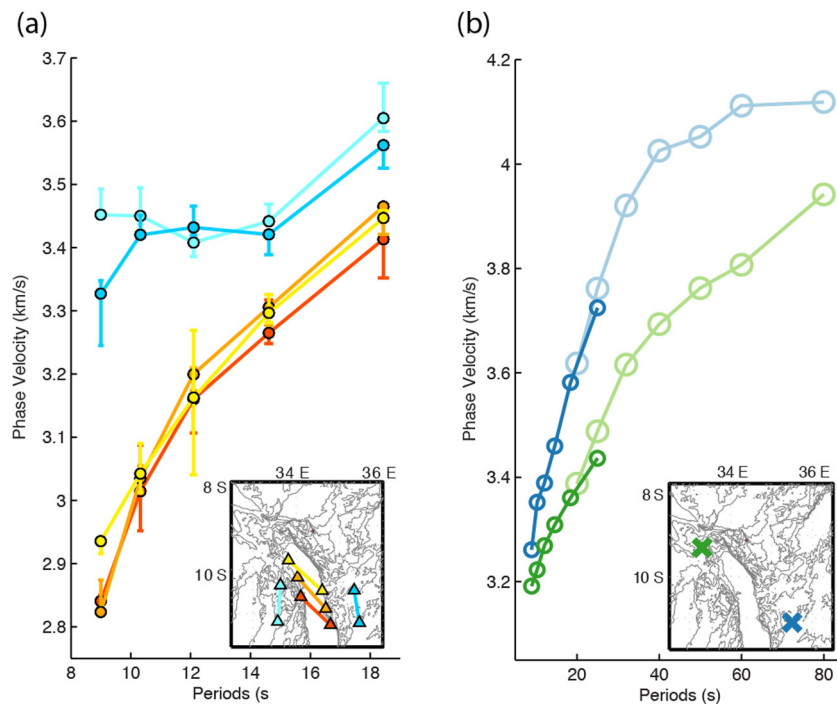 (a)
3.7
3.6
3.5
3.4
3.3
3.2
3.1
3
2.9
2.8
Phase Velocity (km/s)
8 10 12 14 16 18
Periods (s
34 E 36 E
8 S
10 S
(b)
4.2
4
3.8
3.6
3.4
3.2
Phase Velocity (km/s)
20 40 60 80
Periods (s)
34 E 36 E
8 S
10 S